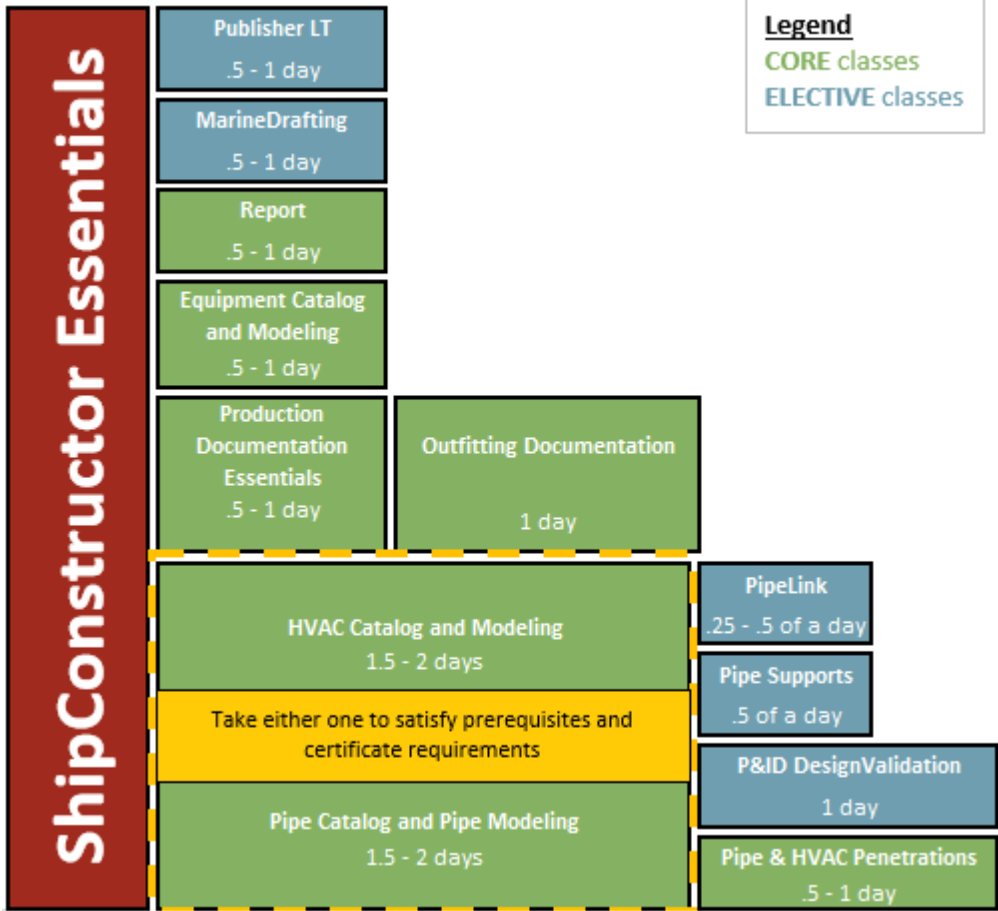 ShipConstructor Essentials
Publisher LT
.5 - 1 day
Legend
CORE classes
ELECTIVE classes
MarineDrafting
.5 - 1 day
Report
.5 - 1 day
Equipment Catalog
and Modeling
.5 - 1 day
Production
Documentation
Essentials
.5 - 1 day
Outfitting Documentation
1 day
HVAC Catalog and Modeling
1.5 - 2 days
Take either one to satisfy prerequisites and
certificate requirements
Pipe Catalog and Pipe Modeling
1.5 - 2 days
PipeLink
.25 - .5 of a day
Pipe Supports
.5 of a day
P&ID DesignValidation
1 day
Pipe & HVAC Penetrations
.5 - 1 day